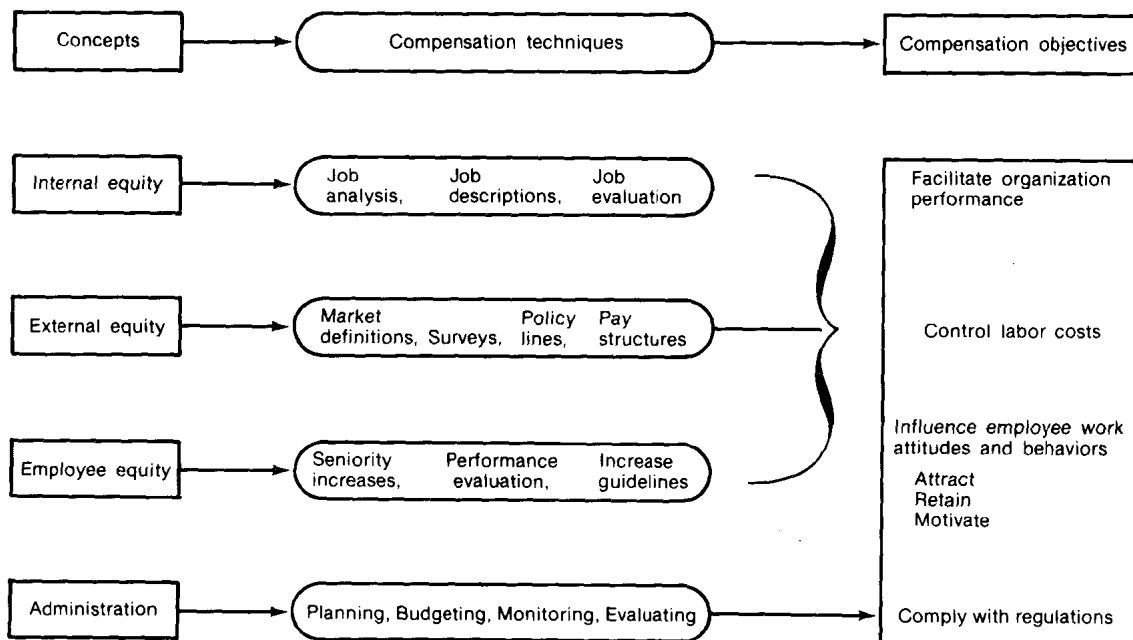 Concepts
Compensation techniques
Compensation objectives
Internal equity
Job Job Job
analysis, descriptions, evaluation
Facilitate organization
performance
External equity
Market Policy Pay
definitions, Surveys, lines, structures
Control labor costs
Employee equity
Seniority Performance Increase
increases, evaluation, guidelines
Influence employee work
attitudes and behaviors
Attract
Retain
Motivate
Administration
Planning, Budgeting, Monitoring, Evaluating
Comply with regulations